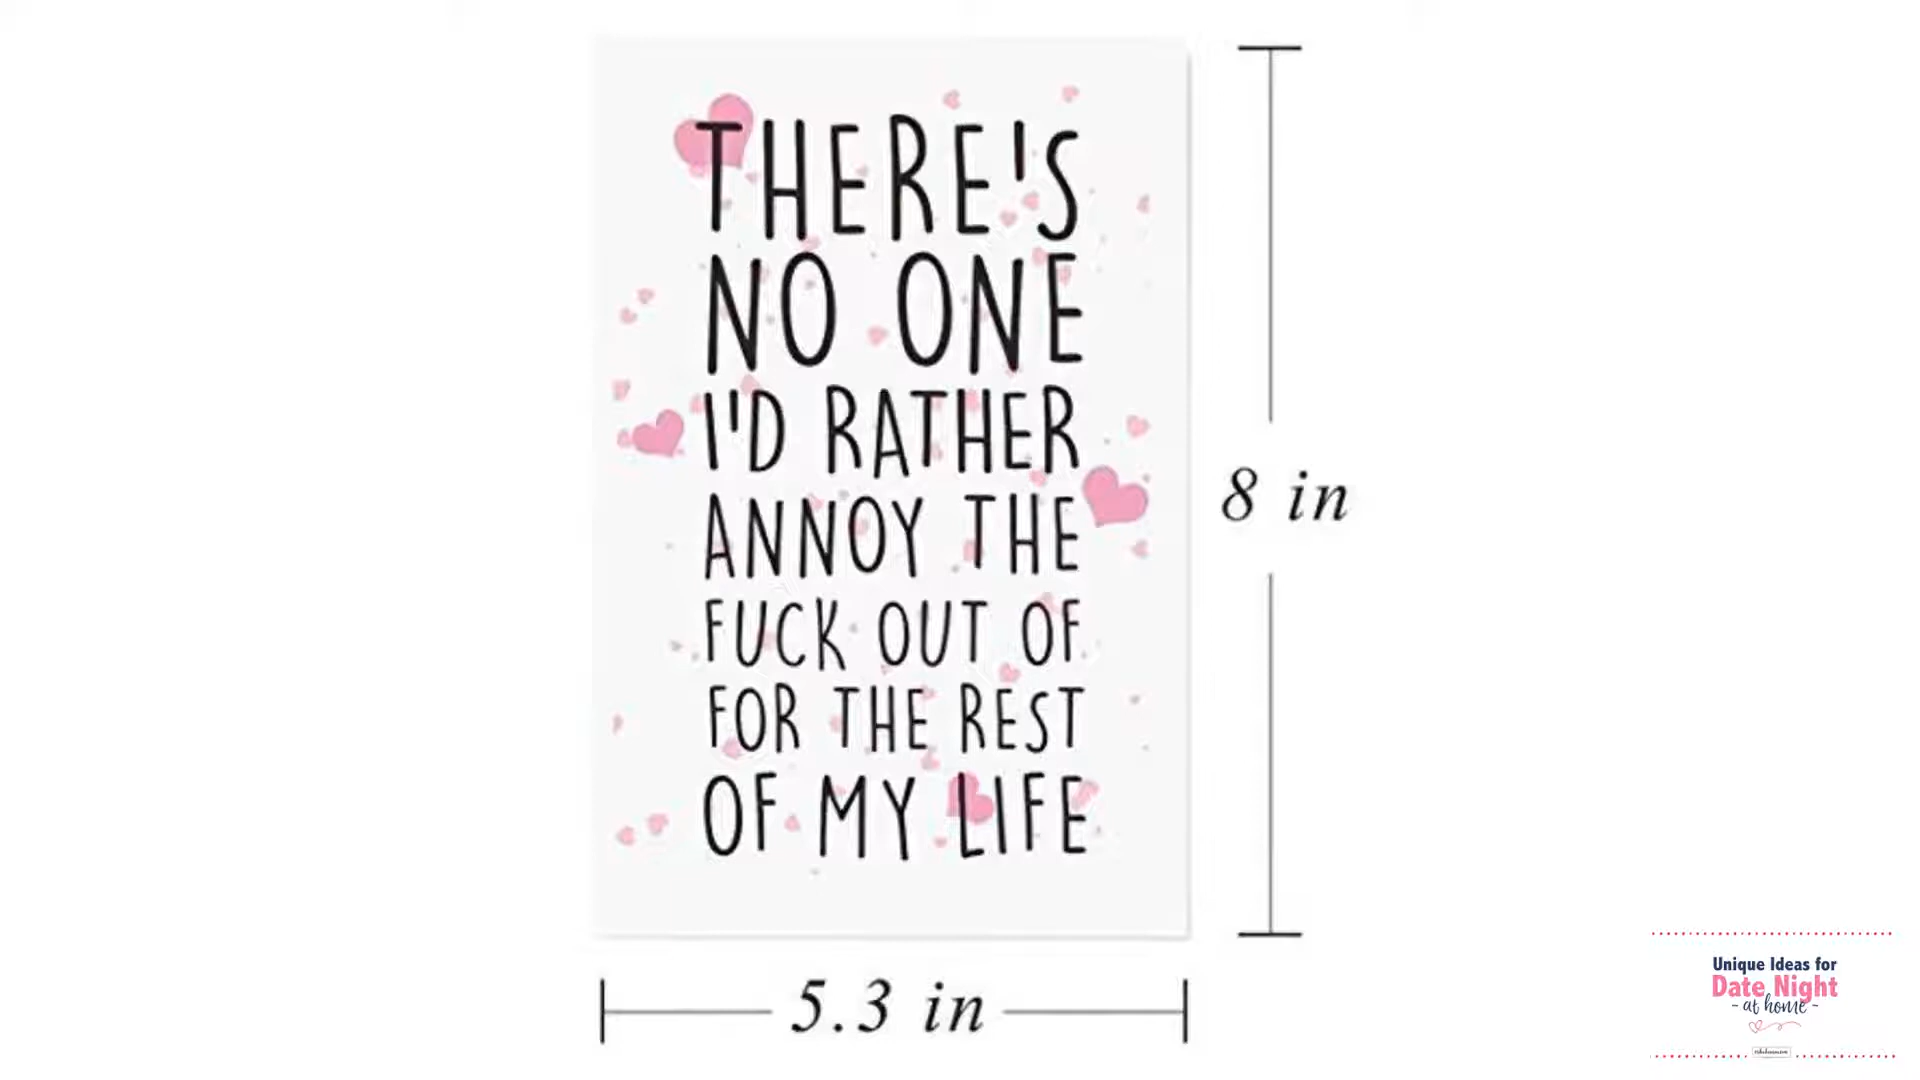 THERE'S
NO ONE
I'D RATHER
ANNOY THE
FUCK OUT OF
FOR THE REST
OF MY LIFE
8 in
5.3 in
Unique Ideas for
Date Night
- at home -